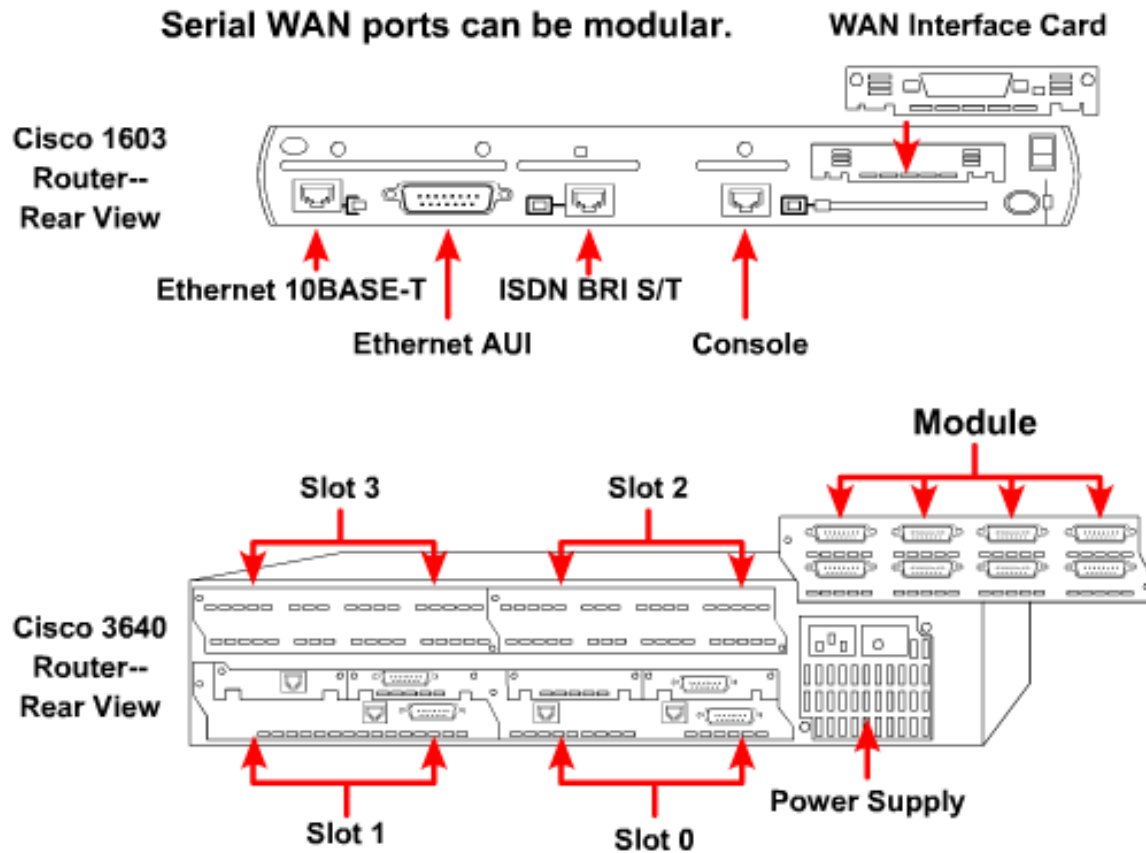 Serial WAN ports can be modular.
WAN Interface Card
Cisco 1603
Router--
Rear View
Ethernet 10BASE-T
ISDN BRI S/T
Ethernet AUI
Console
Module
Slot 3
Slot 2
Cisco 3640
Router--
Rear View
Power Supply
Slot 1
Slot 0